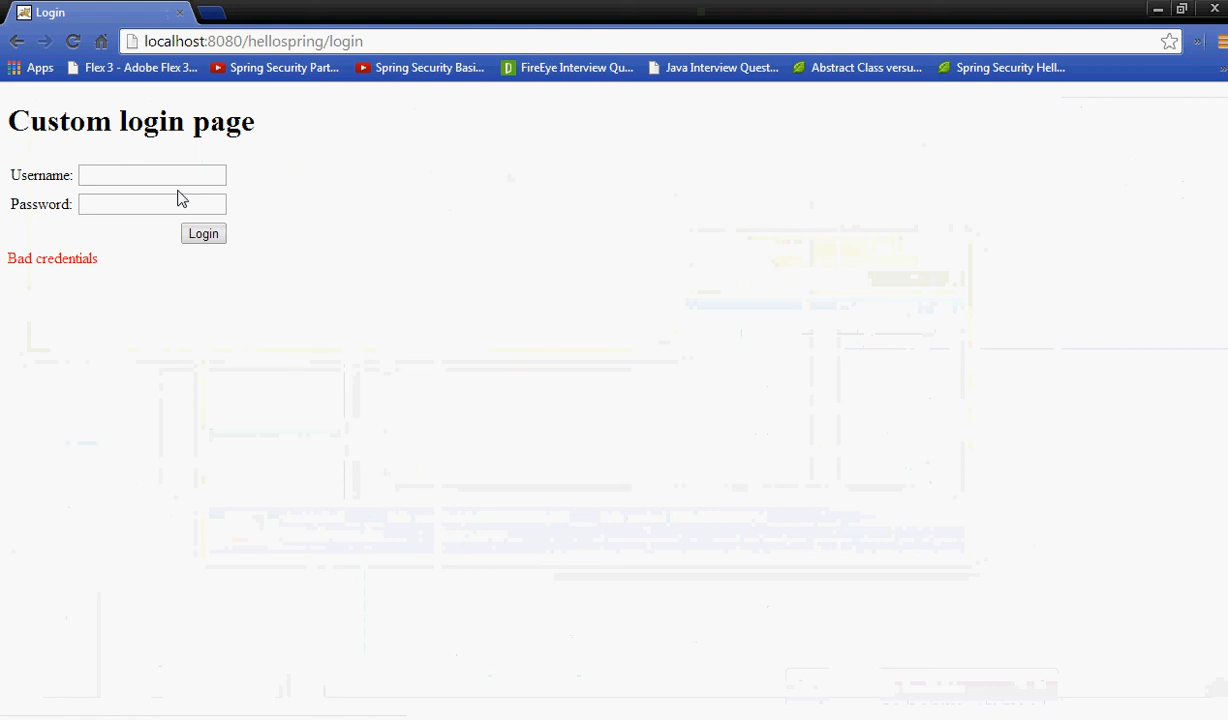 Login
localhost:8080/hellospring/login
Apps Flex 3 - Adobe Flex 3... Spring Security Part... Spring Security Basi... FireEye Interview Qu... Java Interview Quest... Abstract Class versu... Spring Security Hell...
Custom login page
Username:
Password:
Login
Bad credentials